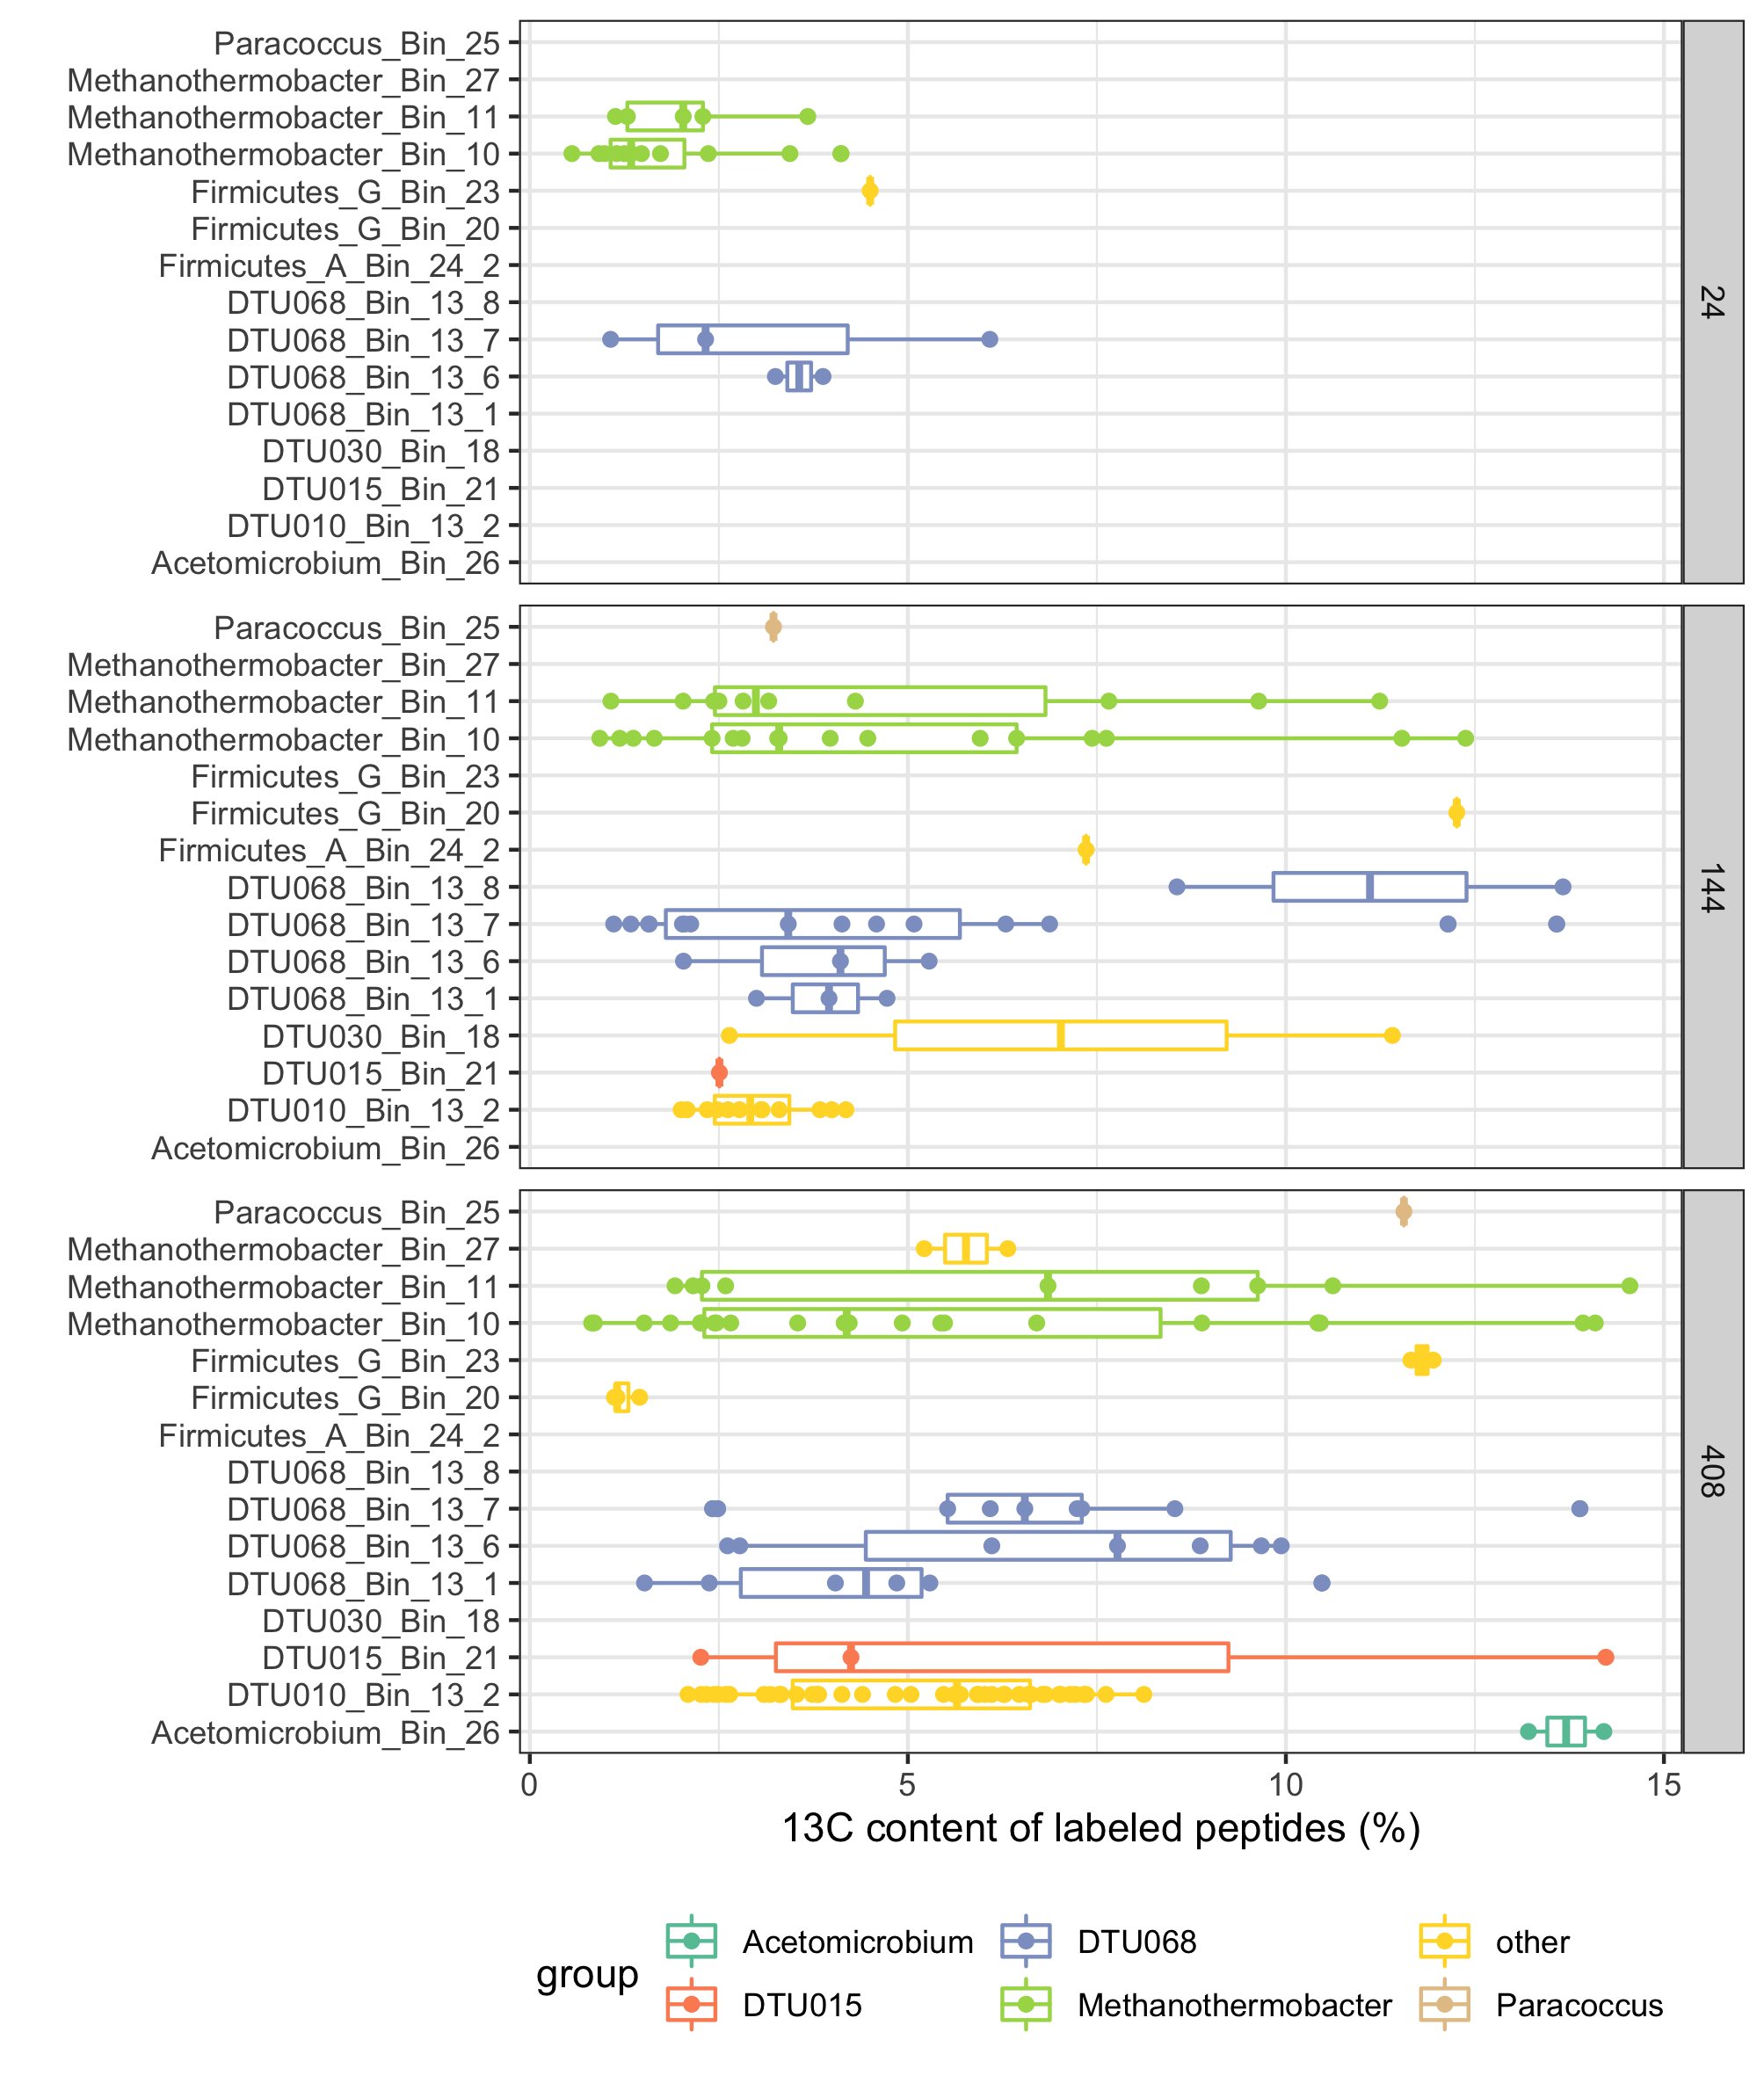 Paracoccus_Bin_25
Methanothermobacter_Bin_27
Methanothermobacter_Bin_11
Methanothermobacter_Bin_10
Firmicutes_G_Bin_23
Firmicutes_G_Bin_20
Firmicutes_A_Bin_24_2
DTU068_Bin_13_8
DTU068_Bin_13_7
DTU068_Bin_13_6
DTU068_Bin_13_1
DTU030_Bin_18
DTU015_Bin_21
DTU010_Bin_13_2
Acetomicrobium_Bin_26
24
Paracoccus_Bin_25
Methanothermobacter_Bin_27
Methanothermobacter_Bin_11
Methanothermobacter_Bin_10
Firmicutes_G_Bin_23
Firmicutes_G_Bin_20
Firmicutes_A_Bin_24_2
DTU068_Bin_13_8
DTU068_Bin_13_7
DTU068_Bin_13_6
DTU068_Bin_13_1
DTU030_Bin_18
DTU015_Bin_21
DTU010_Bin_13_2
Acetomicrobium_Bin_26
144
Paracoccus_Bin_25
Methanothermobacter_Bin_27
Methanothermobacter_Bin_11
Methanothermobacter_Bin_10
Firmicutes_G_Bin_23
Firmicutes_G_Bin_20
Firmicutes_A_Bin_24_2
DTU068_Bin_13_8
DTU068_Bin_13_7
DTU068_Bin_13_6
DTU068_Bin_13_1
DTU030_Bin_18
DTU015_Bin_21
DTU010_Bin_13_2
Acetomicrobium_Bin_26
408
0 5 10 15
13C content of labeled peptides (%)
group
Acetomicrobium DTU068 other
DTU015 Methanothermobacter Paracoccus